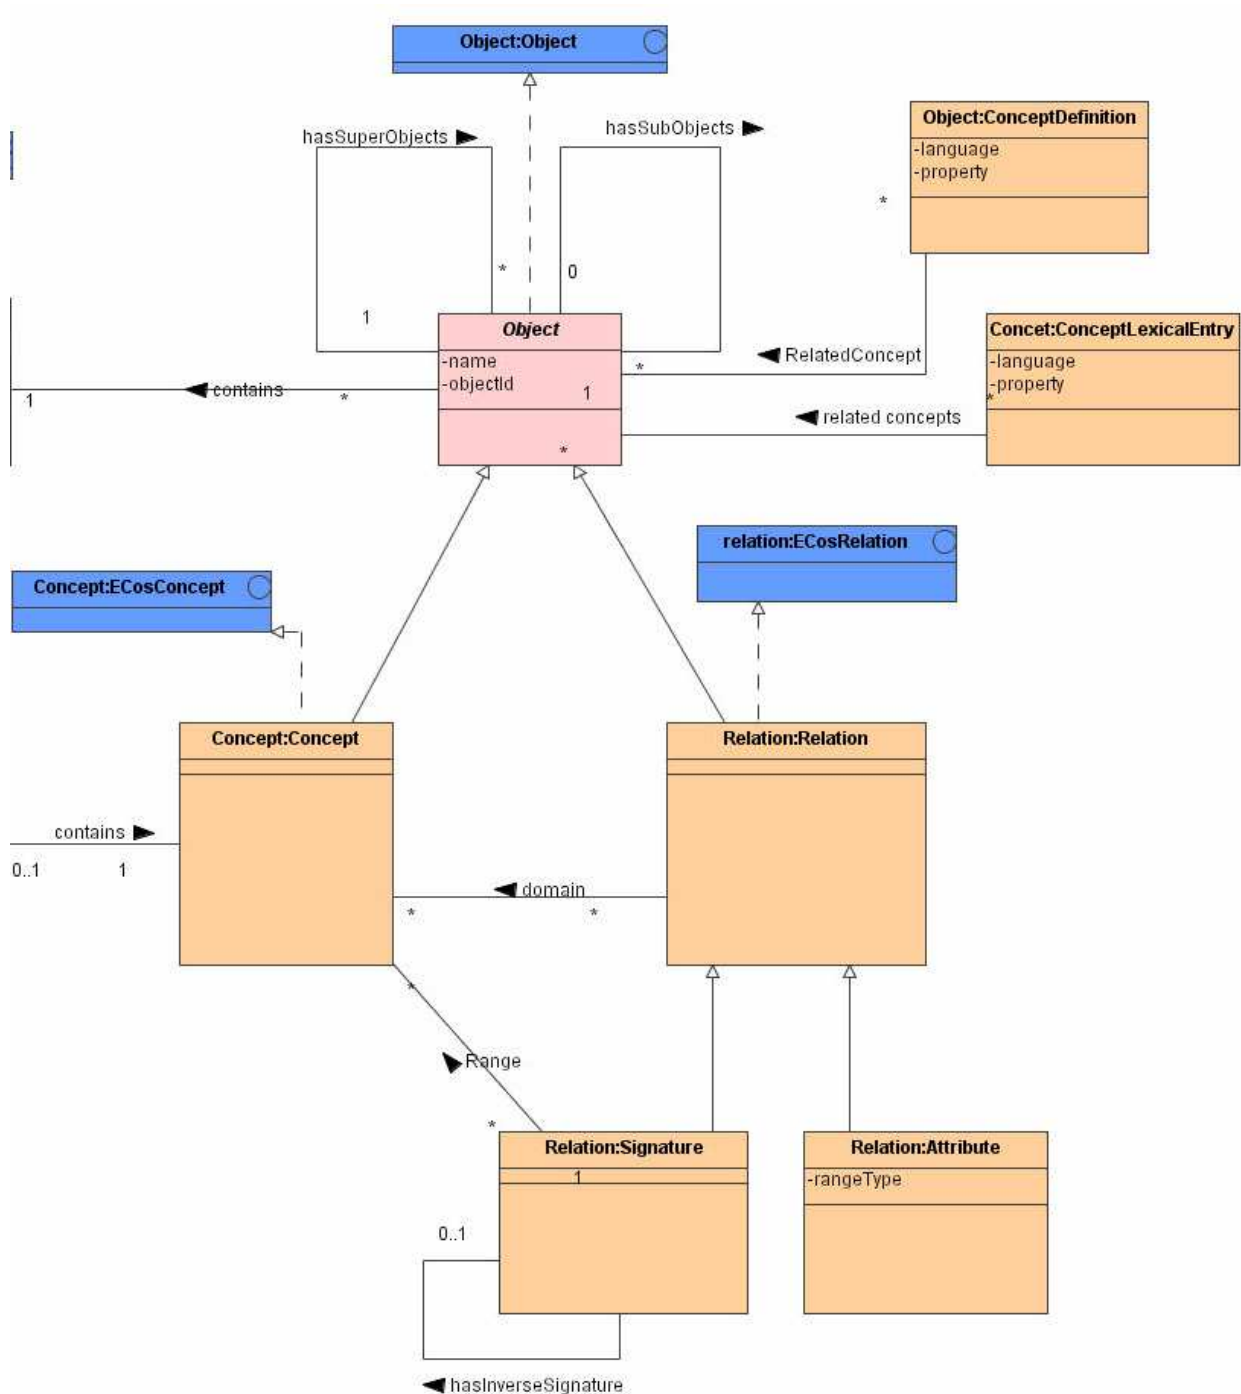 Object:Object
hasSuperObjects
hasSubObjects
Object:ConceptDefinition
-language
-property
*
*
0
1
Object
-name
-objectId
RelatedConcept
*
1
Concet:ConceptLexicalEntry
-language
-property
*
contains
1
*
related concepts
*
relation:ECosRelation
Concept:ECosConcept
Concept:Concept
Relation:Relation
contains
0..1
1
domain
*
*
*
Range
*
Relation:Signature
1
Relation:Attribute
-rangeType
0..1
hasInverseSignature